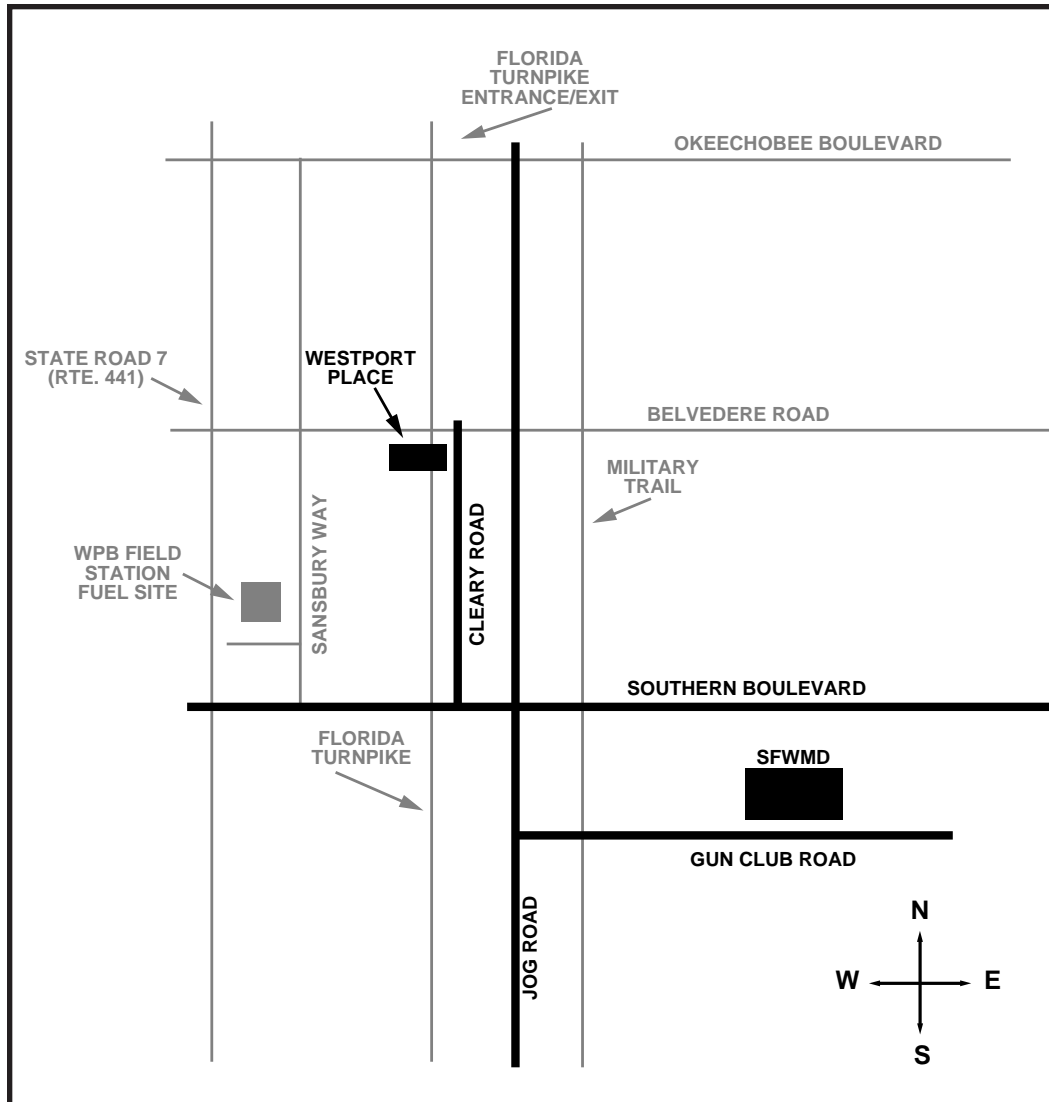 FLORIDA
TURNPIKE
ENTRANCE/EXIT
OKEECHOBEE BOULEVARD
STATE ROAD 7
(RTE. 441)
WESTPORT
PLACE
BELVEDERE ROAD
MILITARY
TRAIL
WPB FIELD
STATION
FUEL SITE
SANSBURY WAY
CLEARY ROAD
SOUTHERN BOULEVARD
FLORIDA
TURNPIKE
SFWMD
GUN CLUB ROAD
JOG ROAD
N
W
E
S